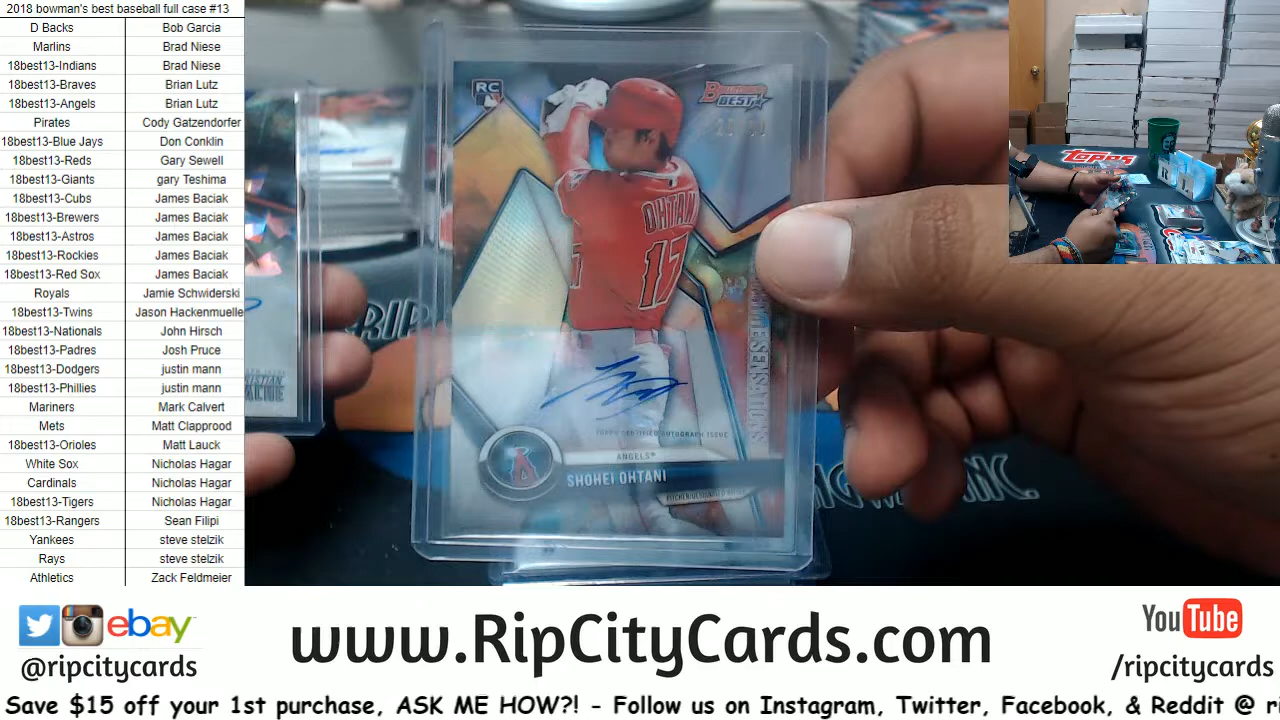 2018 bowman's best baseball full case #13
D Backs Bob Garcia
Marlins Brad Niese
18best13-Indians Brad Niese
18best13-Braves Brian Lutz
18best13-Angels Brian Lutz
Pirates Cody Gatzendorfer
18best13-Blue Jays Don Conklin
18best13-Reds Gary Sewell
18best13-Giants gary Teshima
18best13-Cubs James Baciak
18best13-Brewers James Baciak
18best13-Astros James Baciak
18best13-Rockies James Baciak
18best13-Red Sox James Baciak
Royals Jamie Schwiderski
18best13-Twins Jason Hackenmuelle
18best13-Nationals John Hirsch
18best13-Padres Josh Pruce
18best13-Dodgers justin mann
18best13-Phillies justin mann
Mariners Mark Calvert
Mets Matt Clapprood
18best13-Orioles Matt Lauck
White Sox Nicholas Hagar
Cardinals Nicholas Hagar
18best13-Tigers Nicholas Hagar
18best13-Rangers Sean Filipi
Yankees steve stelzik
Rays steve stelzik
Athletics Zack Feldmeier
RC
BOWMAN'S
BEST
OHTANI
17
TOPPS CERTIFIED AUTOGRAPH ISSUE
ANGELS
SHOHEI OHTANI
SENSATIONS
RIP
Topps
ebay
@ripcitycards
www.RipCityCards.com
YouTube
/ripcitycards
Save $15 off your 1st purchase, ASK ME HOW?! - Follow us on Instagram, Twitter, Facebook, & Reddit @ ri